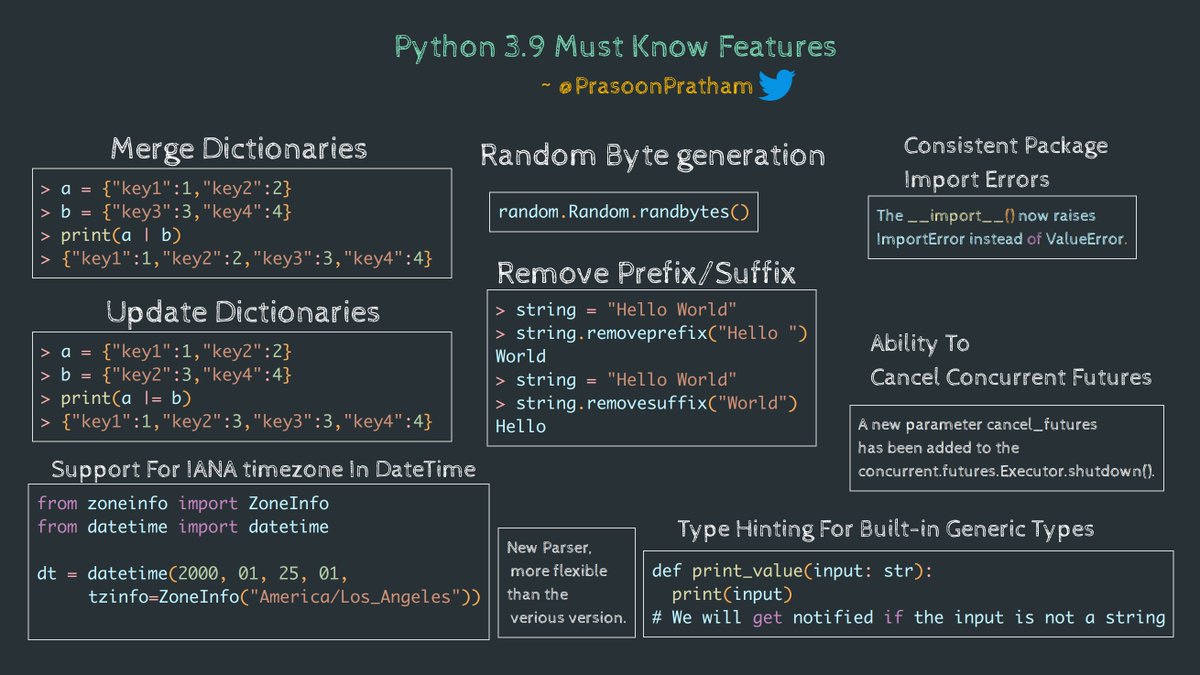 Python 3.9 Must Know Features
~ @PrasoonPratham
Merge Dictionaries
> a = {"key1":1,"key2":2}
> b = {"key3":3,"key4":4}
> print(a | b)
> {"key1":1,"key2":2,"key3":3,"key4":4}
Update Dictionaries
> a = {"key1":1,"key2":2}
> b = {"key2":3,"key4":4}
> print(a |= b)
> {"key1":1,"key2":3,"key3":3,"key4":4}
Support For IANA timezone In DateTime
from zoneinfo import ZoneInfo
from datetime import datetime
dt = datetime(2000, 01, 25, 01,
tzinfo=ZoneInfo("America/Los_Angeles"))
Random Byte generation
random.Random.randbytes()
Remove Prefix/Suffix
> string = "Hello World"
> string.removeprefix("Hello ")
World
> string = "Hello World"
> string.removesuffix("World")
Hello
New Parser,
more flexible
than the
verious version.
Consistent Package
Import Errors
The __import__() now raises
ImportError instead of ValueError.
Ability To
Cancel Concurrent Futures
A new parameter cancel_futures
has been added to the
concurrent.futures.Executor.shutdown().
Type Hinting For Built-in Generic Types
def print_value(input: str):
print(input)
# We will get notified if the input is not a string